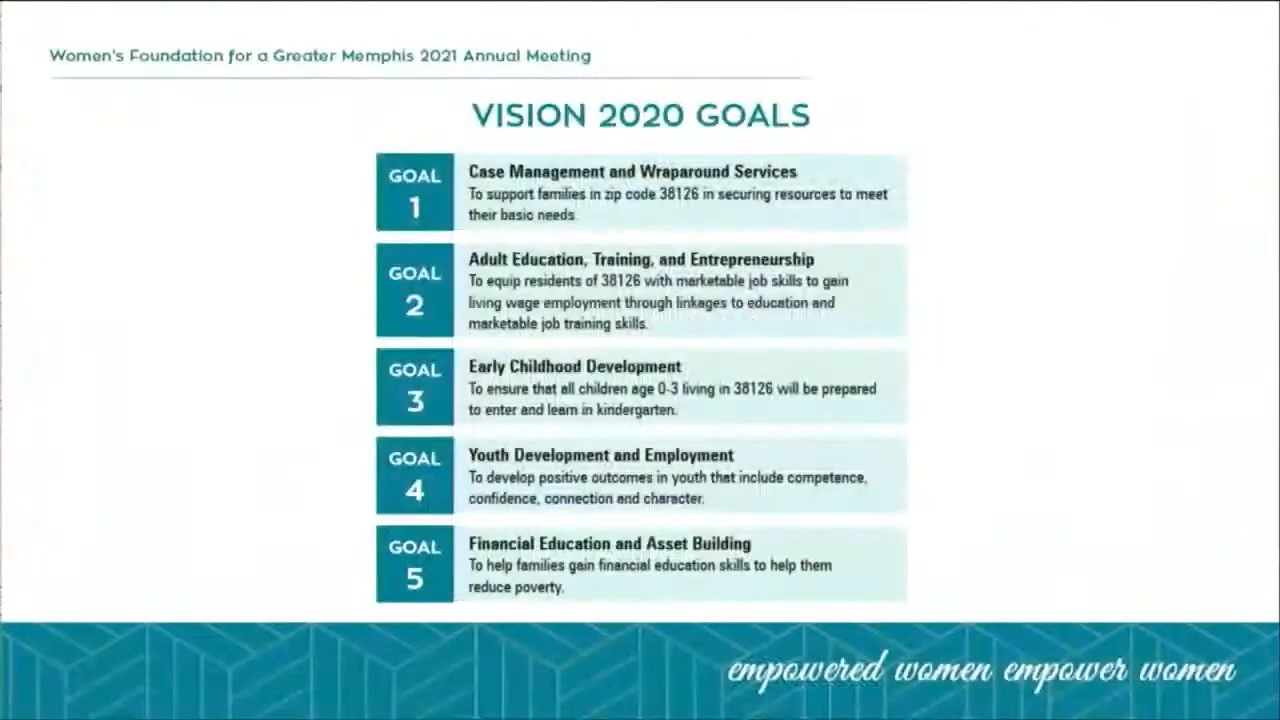 Women's Foundation for a Greater Memphis 2021 Annual Meeting
VISION 2020 GOALS
GOAL
1
Case Management and Wraparound Services
To support families in zip code 38126 in securing resources to meet
their basic needs.
GOAL
2
Adult Education, Training, and Entrepreneurship
To equip residents of 38126 with marketable job skills to gain
living wage employment through linkages to education and
marketable job training skills.
GOAL
3
Early Childhood Development
To ensure that all children age 0-3 living in 38126 will be prepared
to enter and learn in kindergarten.
GOAL
4
Youth Development and Employment
To develop positive outcomes in youth that include competence,
confidence, connection and character.
GOAL
5
Financial Education and Asset Building
To help families gain financial education skills to help them
reduce poverty.
empowered women empower women